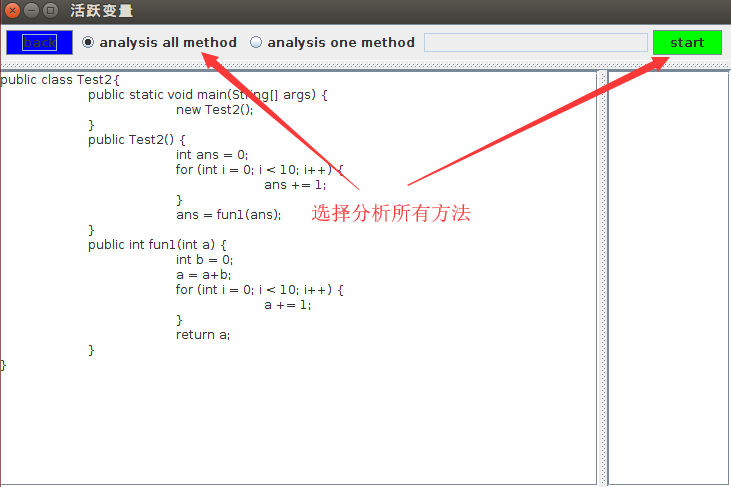 活跃变量
back analysis all method analysis one method start
public class Test2{
public static void main(String[] args) {
new Test2();
}
public Test2() {
int ans = 0;
for (int i = 0; i < 10; i++) {
ans += 1;
}
ans = fun1(ans);
}
public int fun1(int a) {
int b = 0;
a = a+b;
for (int i = 0; i < 10; i++) {
a += 1;
}
return a;
}
}
选择分析所有方法